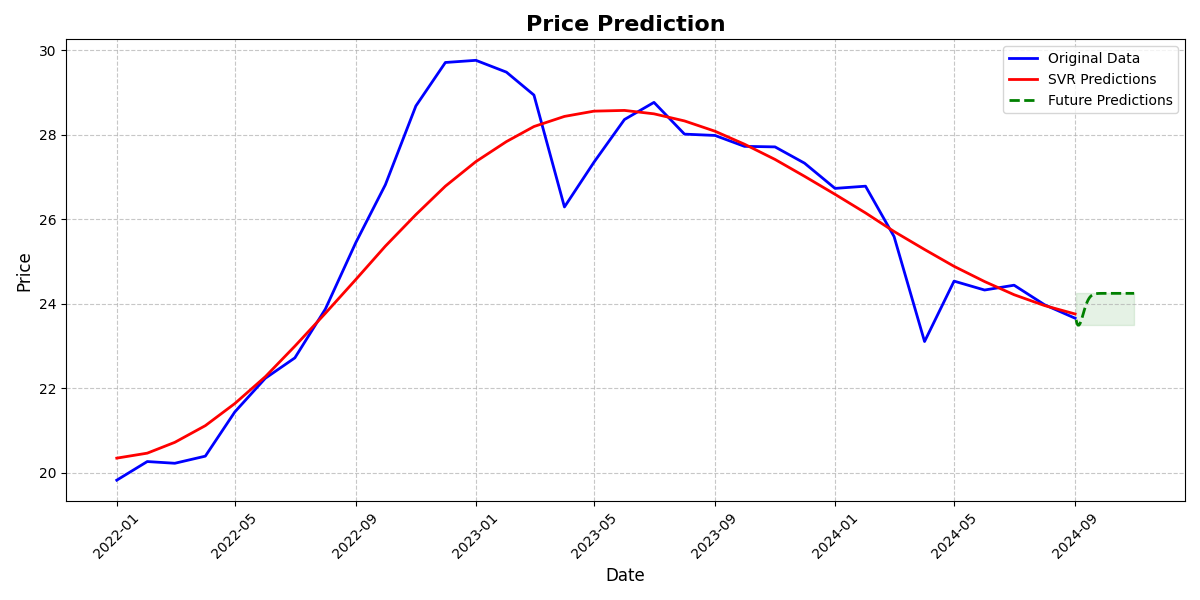 Price Prediction
Original Data
SVR Predictions
Future Predictions
Price
30
28
26
24
22
20
2022-01
2022-05
2022-09
2023-01
2023-05
2023-09
2024-01
2024-05
2024-09
Date